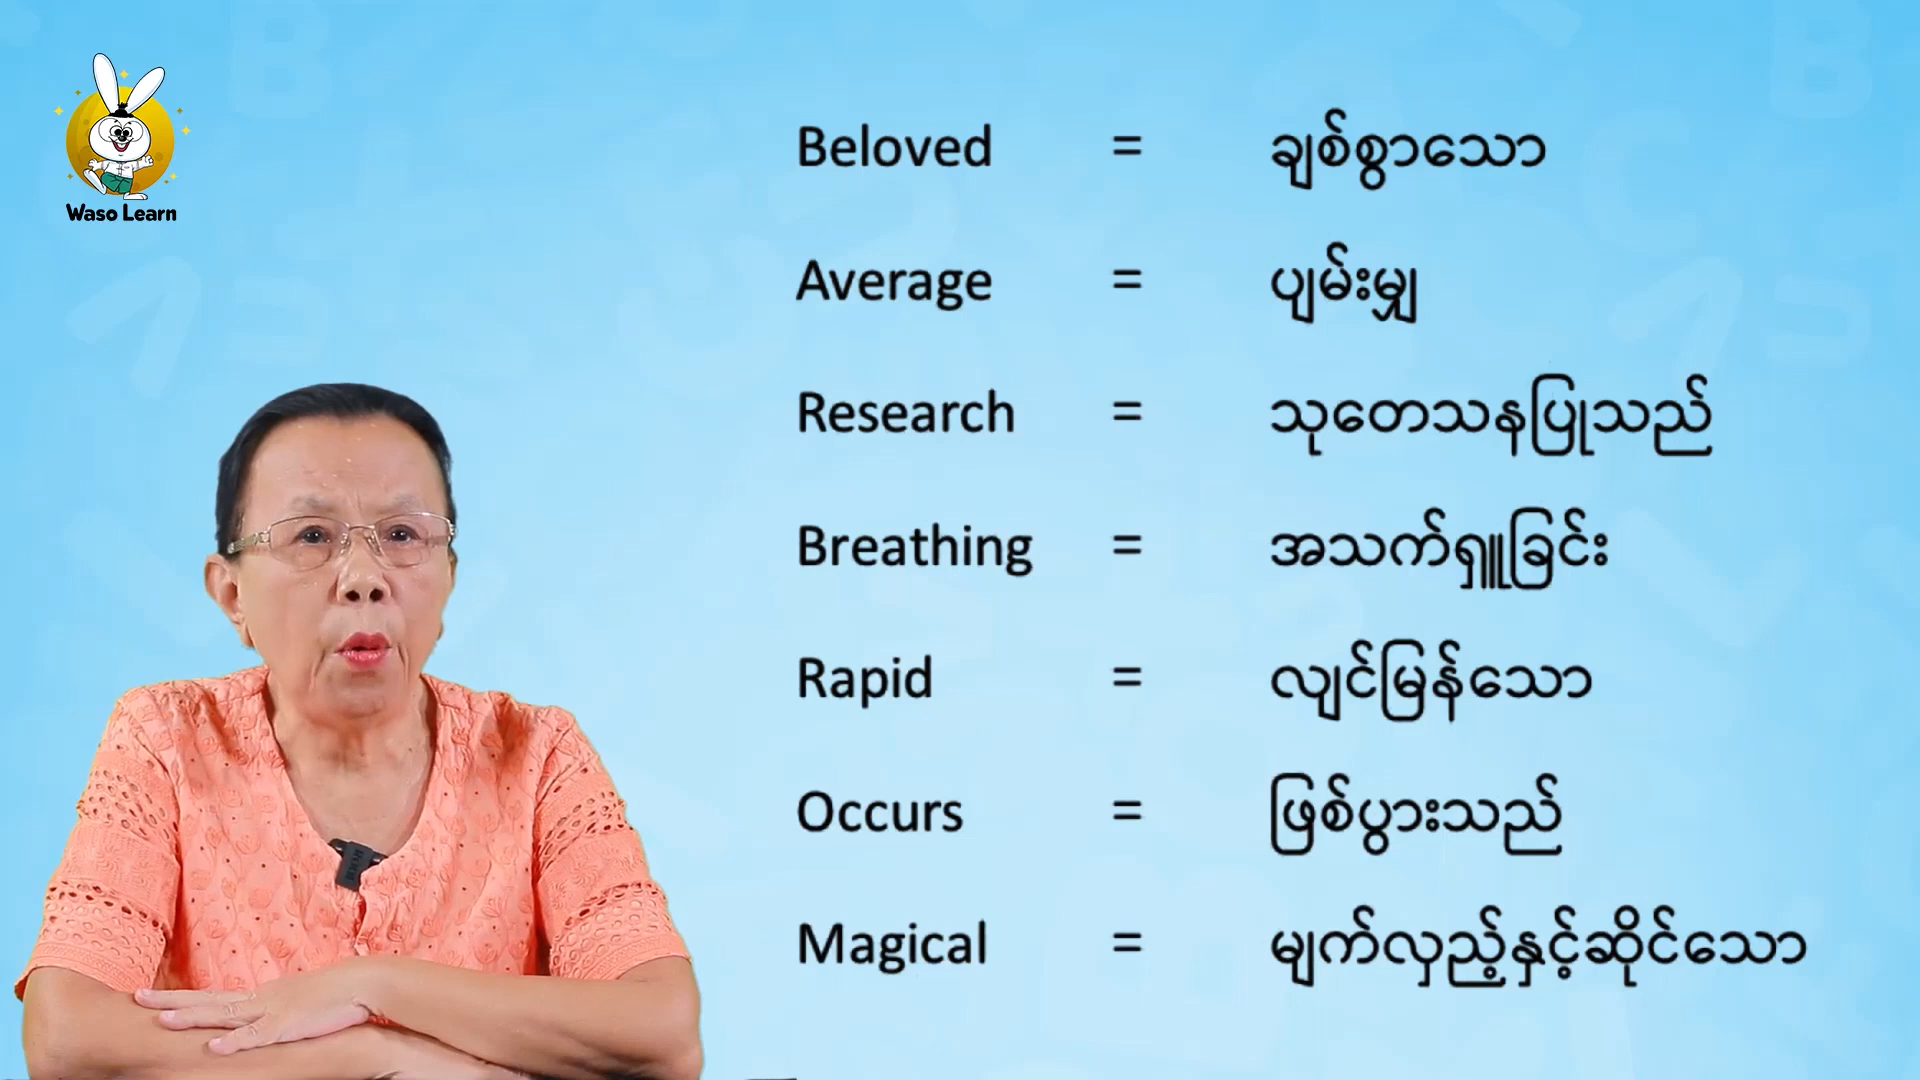 Waso Learn
Beloved = ချစ်စွာသော
Average = ပျမ်းမျှ
Research = သုတေသနပြုသည်
Breathing = အသက်ရှူခြင်း
Rapid = လျင်မြန်သော
Occurs = ဖြစ်ပွားသည်
Magical = မျက်လှည့်နှင့်ဆိုင်သော